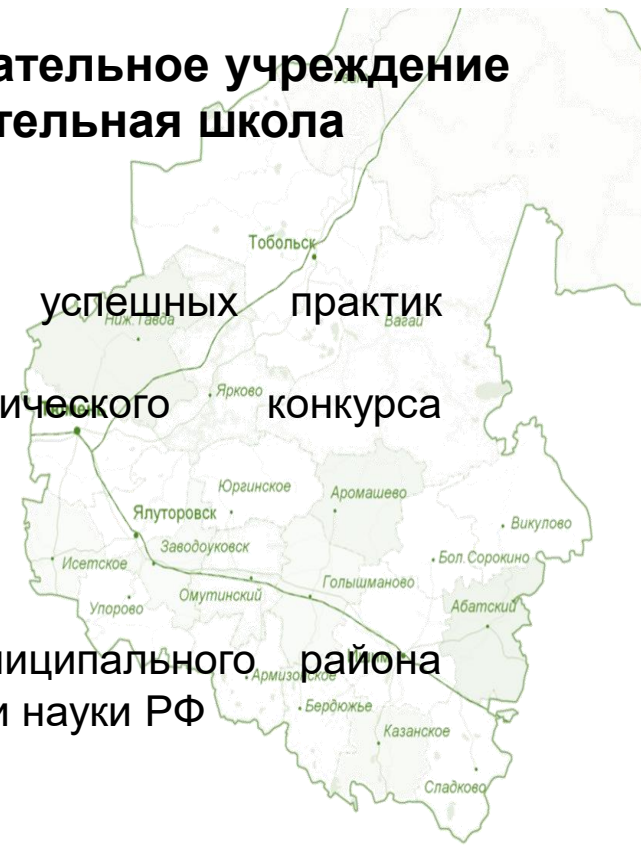 ательное учреждение
тельная школа
Тобольск
успешных практик
Ниж.Тавда
Вагай
Ярково
ического конкурса
Юргинское
Аромашево
Ялуторовск
Викулово
Заводоуковск
Бол.Сорокино
Исетское
Голышманово
Омутинский
Абатский
Упорово
ниципального района
Армизонское
и науки РФ
Бердюжье
Казанское
Сладково